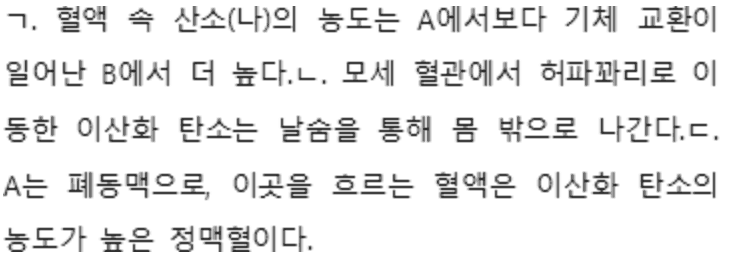 ㄱ. 혈액 속 산소(나)의 농도는 A에서보다 기체 교환이
일어난 B에서 더 높다.ㄴ. 모세 혈관에서 허파꽈리로 이
동한 이산화 탄소는 날숨을 통해 몸 밖으로 나간다.ㄷ.
A는 폐동맥으로, 이곳을 흐르는 혈액은 이산화 탄소의
농도가 높은 정맥혈이다.